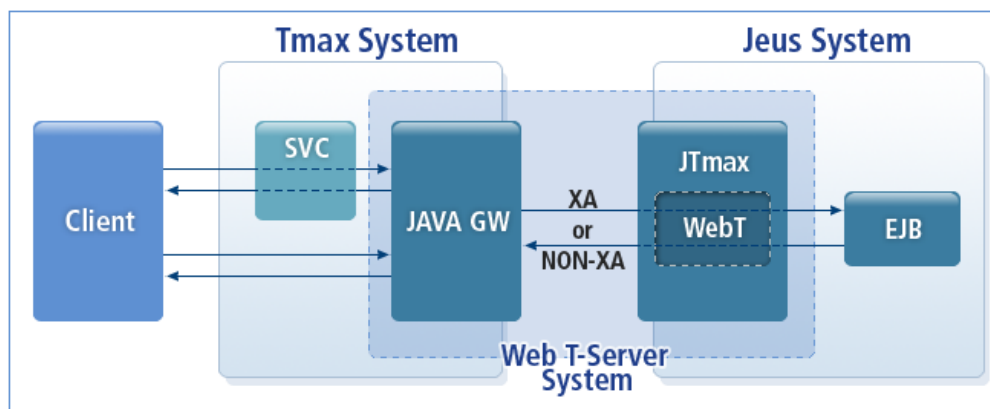 Tmax System
Jeus System
Client
SVC
JAVA GW
XA
or
NON-XA
JTmax
WebT
EJB
Web T-Server
System